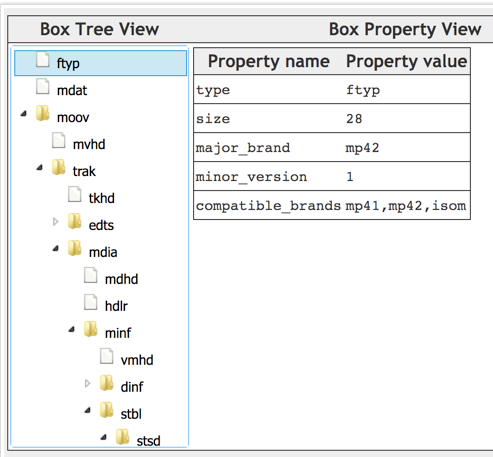 Box Tree View
Box Property View
ftyp
mdat
moov
mvhd
trak
tkhd
edts
mdia
mdhd
hdlr
minf
vmhd
dinf
stbl
stsd
Property name Property value
type ftyp
size 28
major_brand mp42
minor_version 1
compatible_brands mp41,mp42,isom